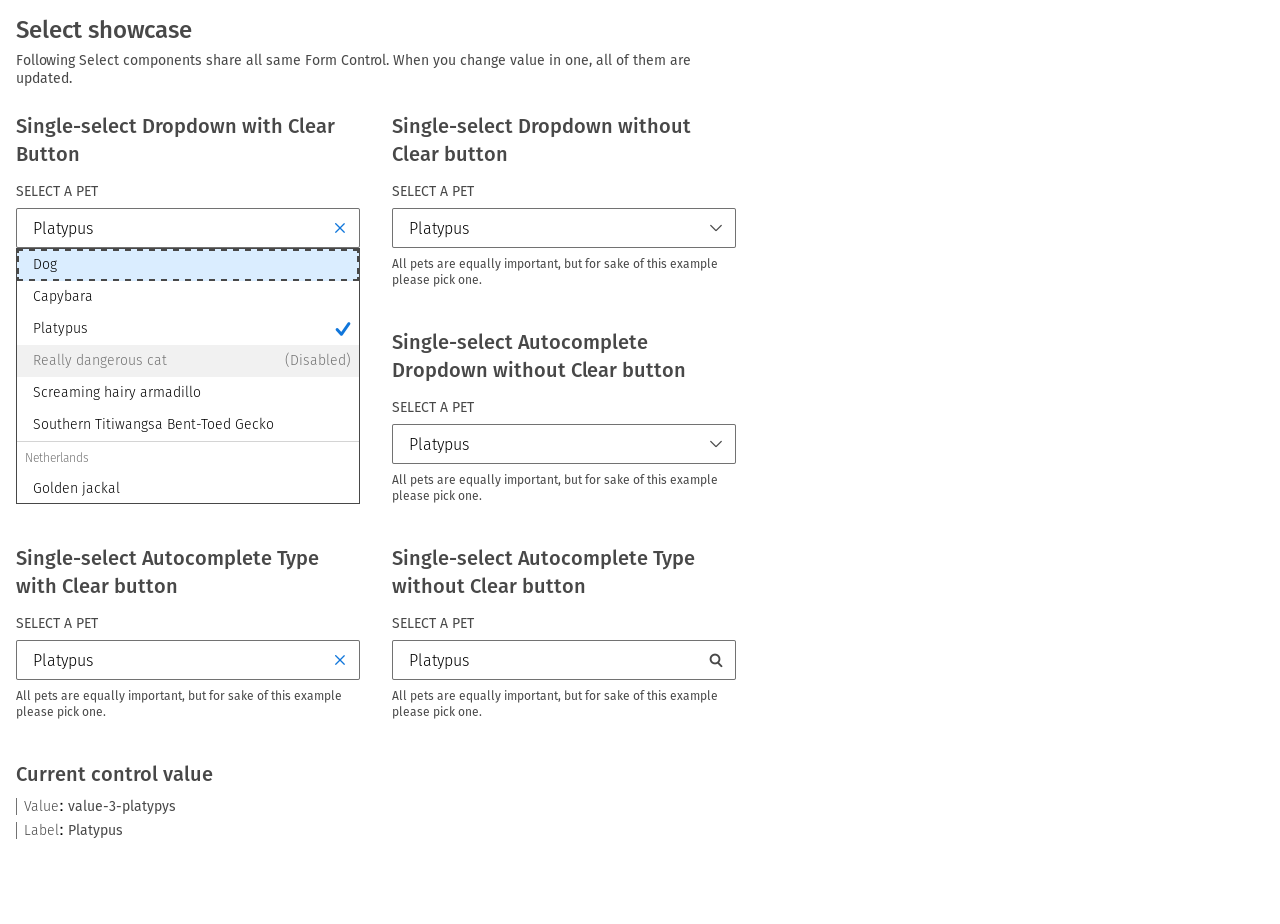 Select showcase
Following Select components share all same Form Control. When you change value in one, all of them are
updated.
Single-select Dropdown with Clear
Button
SELECT A PET
Platypus
Dog
Capybara
Platypus
Really dangerous cat (Disabled)
Screaming hairy armadillo
Southern Titiwangsa Bent-Toed Gecko
Netherlands
Golden jackal
Single-select Dropdown without
Clear button
SELECT A PET
Platypus
All pets are equally important, but for sake of this example
please pick one.
Single-select Autocomplete
Dropdown without Clear button
SELECT A PET
Platypus
All pets are equally important, but for sake of this example
please pick one.
Single-select Autocomplete Type
with Clear button
SELECT A PET
Platypus
All pets are equally important, but for sake of this example
please pick one.
Single-select Autocomplete Type
without Clear button
SELECT A PET
Platypus
All pets are equally important, but for sake of this example
please pick one.
Current control value
Value: value-3-platypys
Label: Platypus